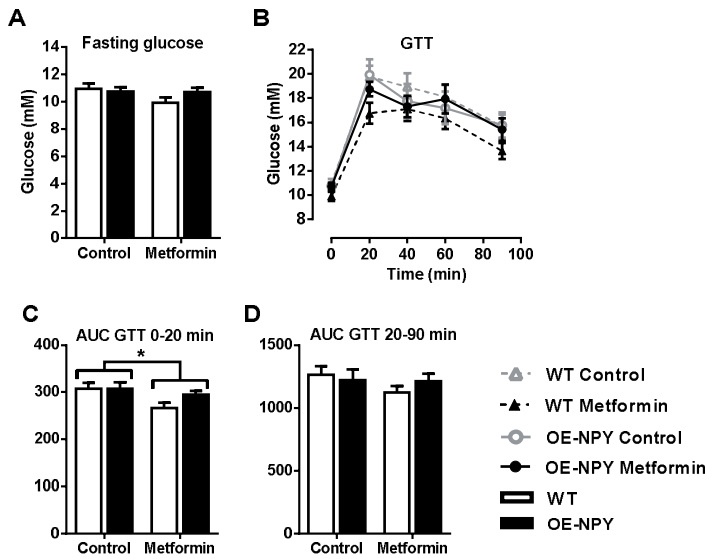 A
Fasting glucose
Glucose (mM)
14
12
10
8
6
4
2
0
Control
Metformin
B
GTT
Glucose (mM)
22
20
18
16
14
12
10
8
0
20
40
60
80
100
Time (min)
C
AUC GTT 0-20 min
*
400
300
200
100
0
Control
Metformin
D
AUC GTT 20-90 min
1500
1000
500
0
Control
Metformin
WT Control
WT Metformin
OE-NPY Control
OE-NPY Metformin
WT
OE-NPY